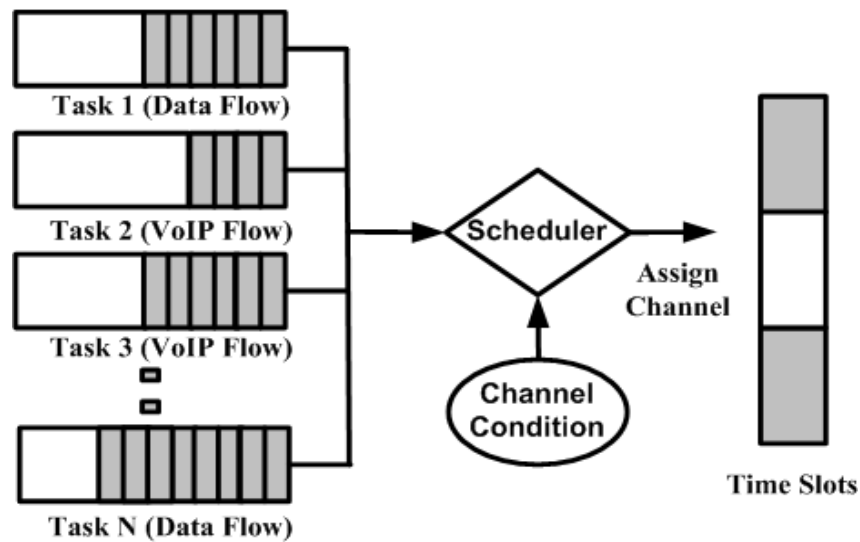 Task 1 (Data Flow)
Task 2 (VoIP Flow)
Task 3 (VoIP Flow)
Task N (Data Flow)
Scheduler
Channel
Condition
Assign
Channel
Time Slots